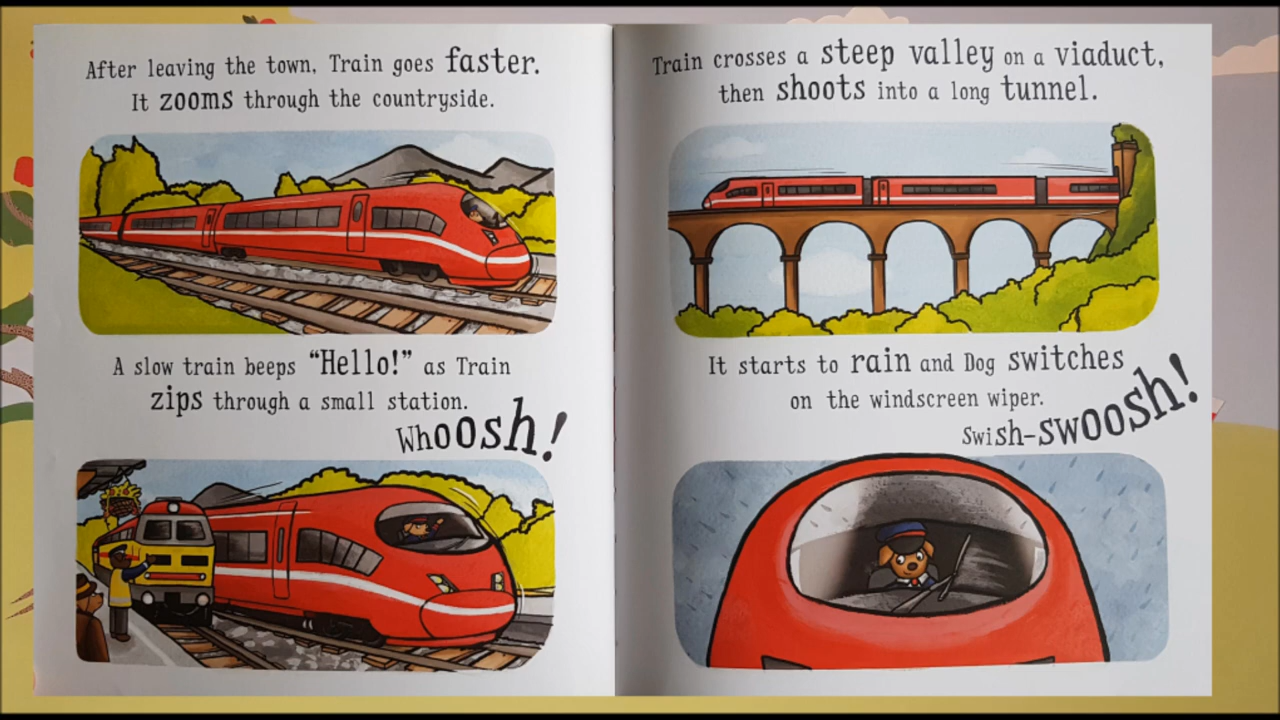 After leaving the town, Train goes faster.
It zooms through the countryside.
A slow train beeps “Hello!” as Train
zips through a small station.
Whoosh!
Train crosses a steep valley on a viaduct,
then shoots into a long tunnel.
It starts to rain and Dog switches
on the windscreen wiper.
Swish-swoosh!